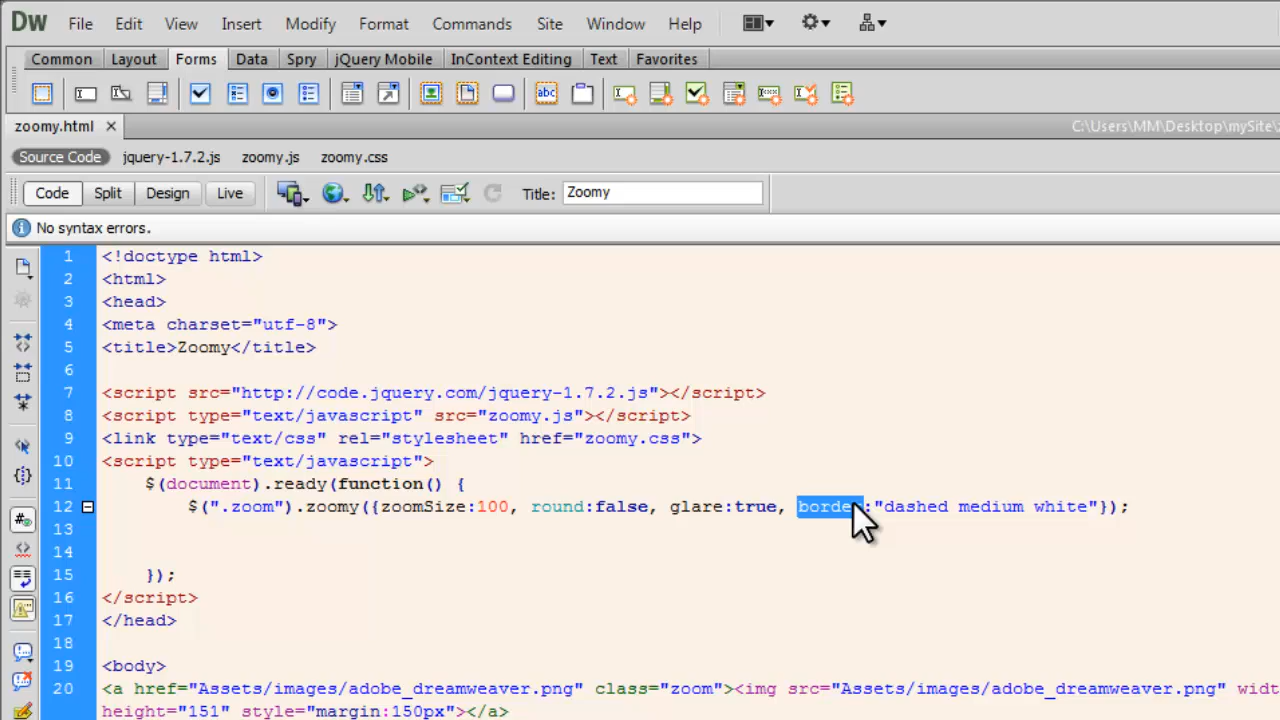 Dw File Edit View Insert Modify Format Commands Site Window Help
Common Layout Forms Data Spry jQuery Mobile InContext Editing Text Favorites
zoomy.html
C:\Users\MM\Desktop\mySite\
Source Code jquery-1.7.2.js zoomy.js zoomy.css
Code Split Design Live Title: Zoomy
No syntax errors.
1 <!doctype html>
2 <html>
3 <head>
4 <meta charset="utf-8">
5 <title>Zoomy</title>
6
7 <script src="http://code.jquery.com/jquery-1.7.2.js"></script>
8 <script type="text/javascript" src="zoomy.js"></script>
9 <link type="text/css" rel="stylesheet" href="zoomy.css">
10 <script type="text/javascript">
11 $(document).ready(function() {
12 $(".zoom").zoomy({zoomSize:100, round:false, glare:true, border:"dashed medium white"});
13
14
15 });
16 </script>
17 </head>
18
19 <body>
20 <a href="Assets/images/adobe_dreamweaver.png" class="zoom"><img src="Assets/images/adobe_dreamweaver.png" widt
height="151" style="margin:150px"></a>